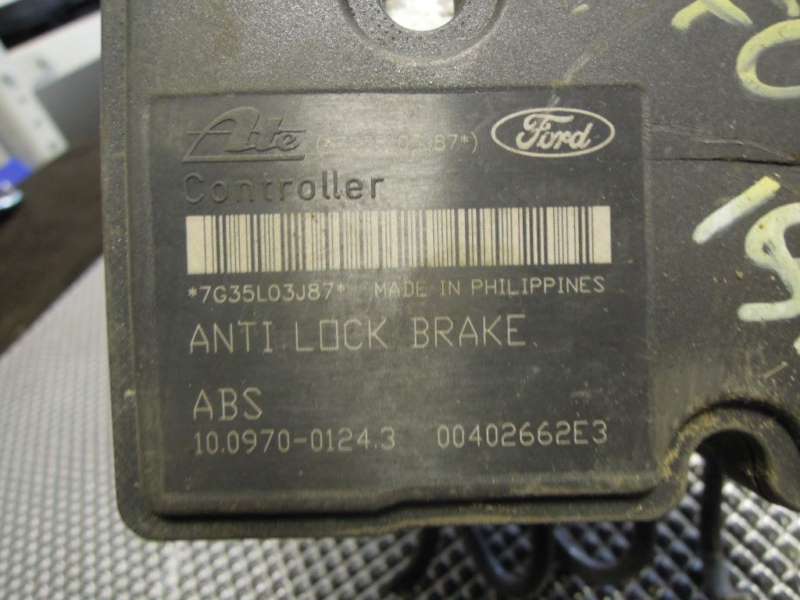 Ate Ford
Controller
*7G35L03J87* MADE IN PHILIPPINES
ANTI LOCK BRAKE
ABS
10.0970-0124.3 00402662E3